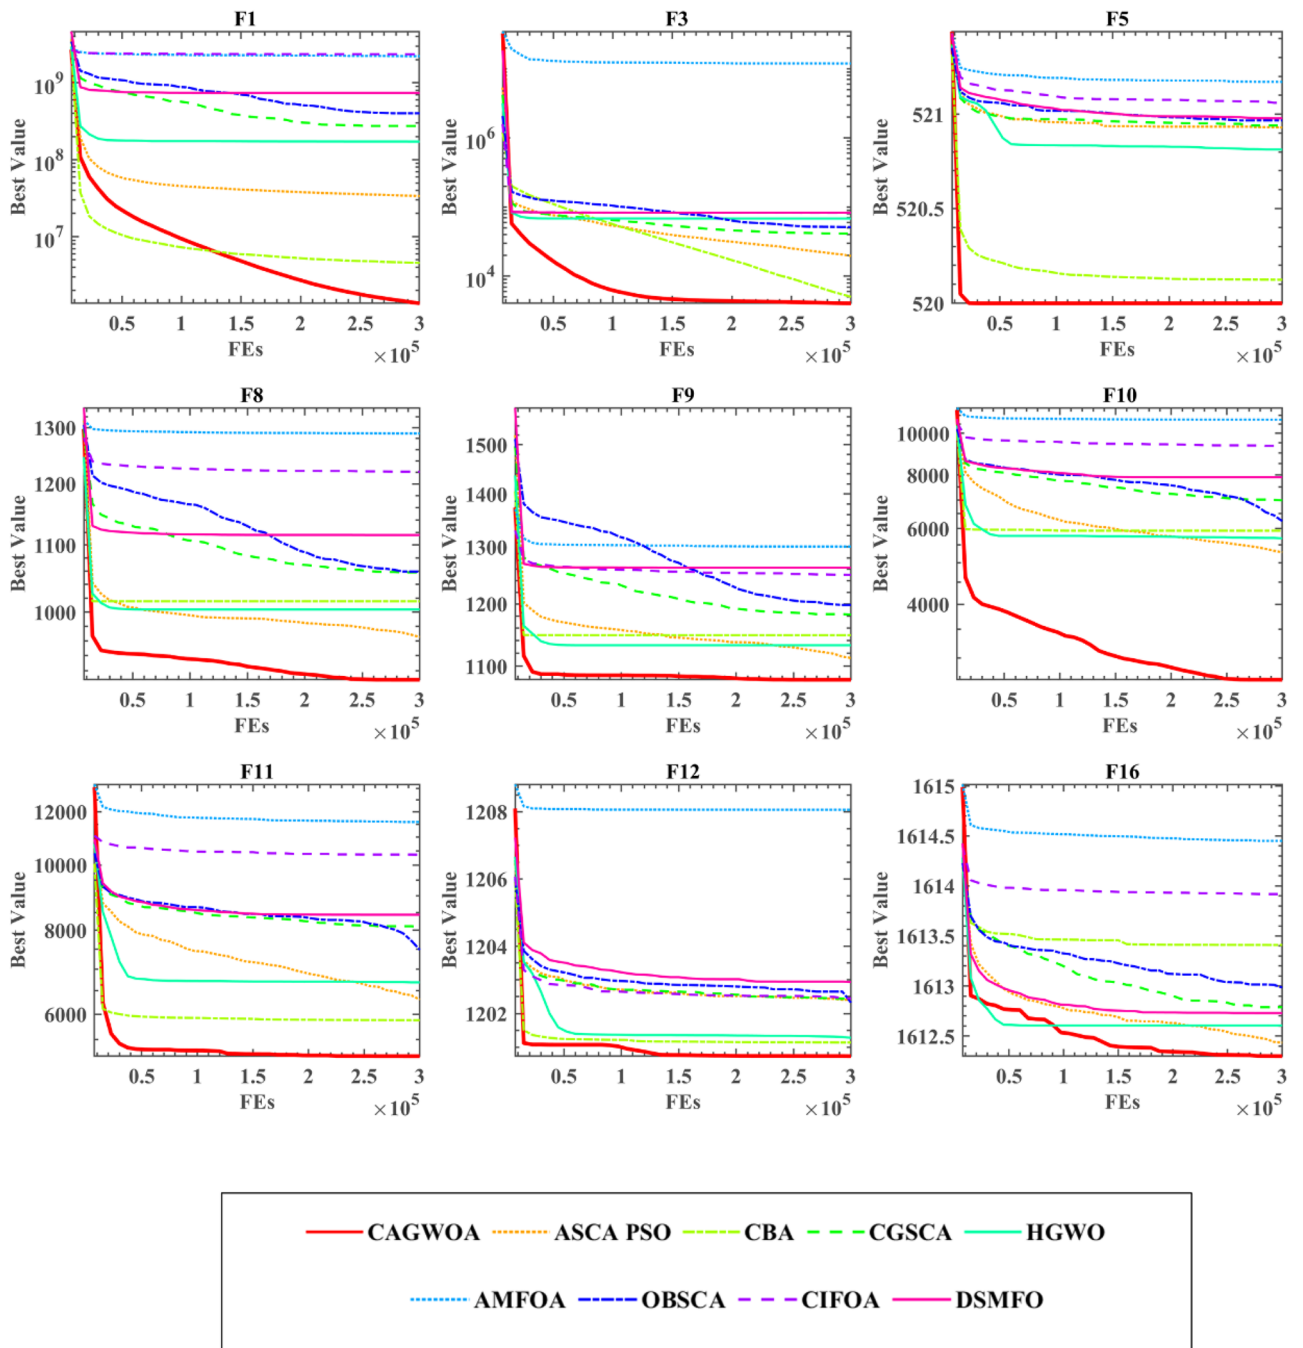 F1
10^9
10^8
10^7
Best Value
0.5 1 1.5 2 2.5 3
FEs
×10^5
F3
10^6
10^4
Best Value
0.5 1 1.5 2 2.5 3
FEs
×10^5
F5
521
520.5
520
Best Value
0.5 1 1.5 2 2.5 3
FEs
×10^5
F8
1300
1200
1100
1000
Best Value
0.5 1 1.5 2 2.5 3
FEs
×10^5
F9
1500
1400
1300
1200
1100
Best Value
0.5 1 1.5 2 2.5 3
FEs
×10^5
F10
10000
8000
6000
4000
Best Value
0.5 1 1.5 2 2.5 3
FEs
×10^5
F11
12000
10000
8000
6000
Best Value
0.5 1 1.5 2 2.5 3
FEs
×10^5
F12
1208
1206
1204
1202
Best Value
0.5 1 1.5 2 2.5 3
FEs
×10^5
F16
1615
1614.5
1614
1613.5
1613
1612.5
Best Value
0.5 1 1.5 2 2.5 3
FEs
×10^5
CAGWOA ASCA PSO CBA CGSCA HGWO
AMFOA OBSCA CIFOA DSMFO